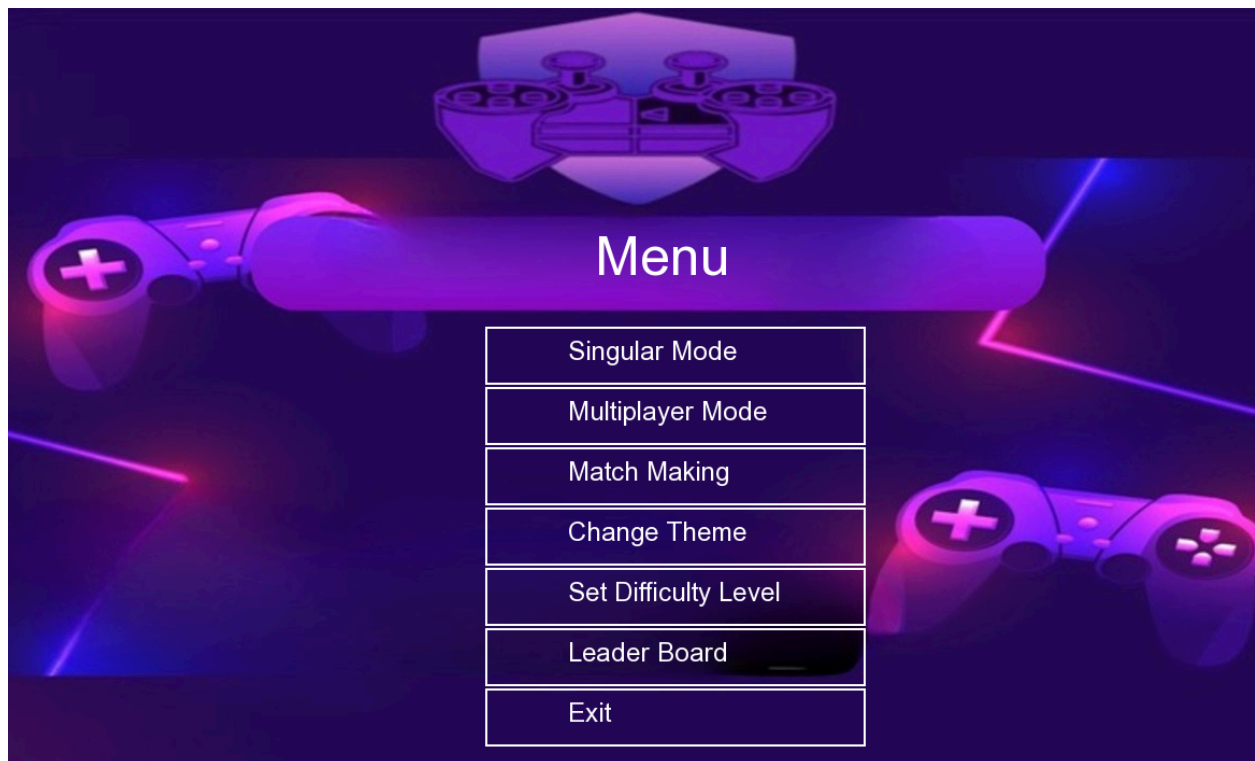 Menu
Singular Mode
Multiplayer Mode
Match Making
Change Theme
Set Difficulty Level
Leader Board
Exit